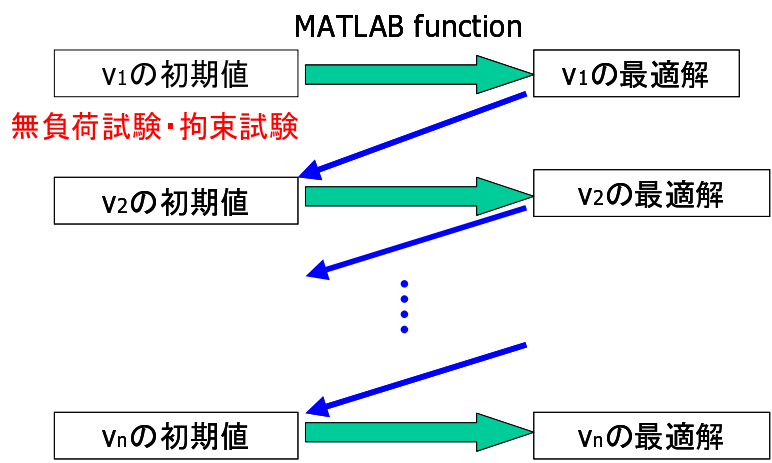 MATLAB function
v1の初期値
v1の最適解
無負荷試験・拘束試験
v2の初期値
v2の最適解
vnの初期値
vnの最適解